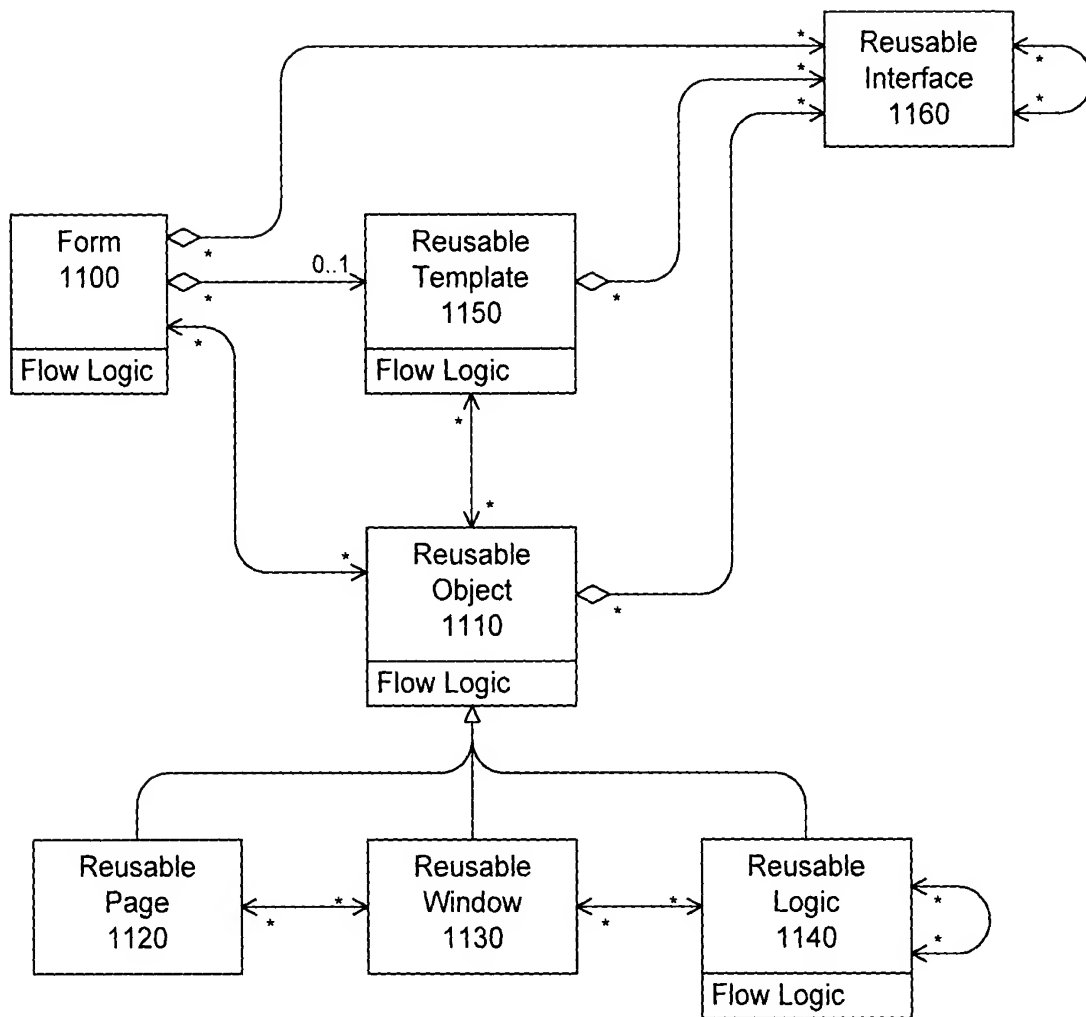 Reusable
Interface
1160
*
*
*
*
*
Form
1100
Flow Logic
*
*
0..1
*
Reusable
Template
1150
Flow Logic
*
*
*
*
Reusable
Object
1110
Flow Logic
*
Reusable
Page
1120
*
*
Reusable
Window
1130
*
*
Reusable
Logic
1140
Flow Logic
*
*